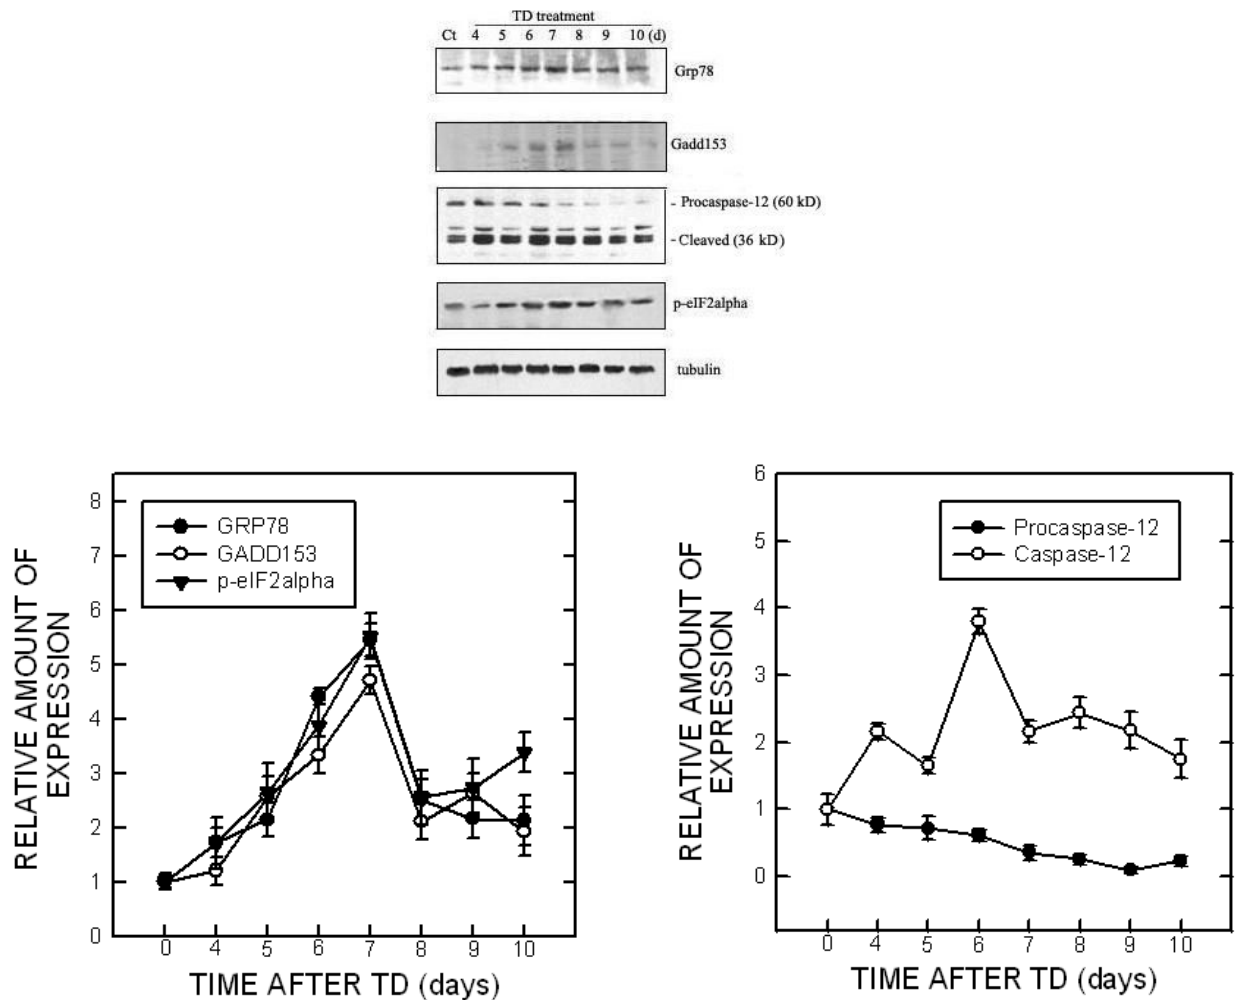 TD treatment
Ct 4 5 6 7 8 9 10 (d)
Grp78
Gadd153
- Procaspase-12 (60 kD)
- Cleaved (36 kD)
p-eIF2alpha
tubulin
RELATIVE AMOUNT OF
EXPRESSION
8
7
6
5
4
3
2
1
0
GRP78
GADD153
p-eIF2alpha
0 4 5 6 7 8 9 10
TIME AFTER TD (days)
RELATIVE AMOUNT OF
EXPRESSION
6
5
4
3
2
1
0
Procaspase-12
Caspase-12
0 4 5 6 7 8 9 10
TIME AFTER TD (days)